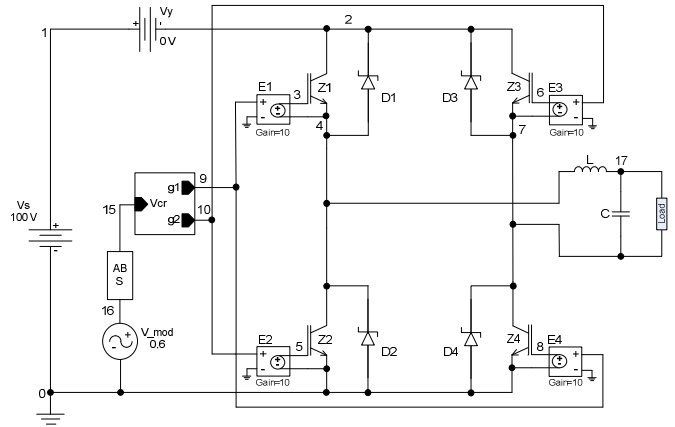 Vy
+ -
0 V
2
1
E1
+
-
Gain=10
3
Z1
4
D1
D3
Z3
6
E3
+
-
Gain=10
7
L
17
C
Load
g1
9
Vcr
15
g2
10
Vs
100 V
+
-
AB
S
16
V_mod
0.6
E2
+
-
Gain=10
5
Z2
D2
D4
Z4
8
E4
+
-
Gain=10
0